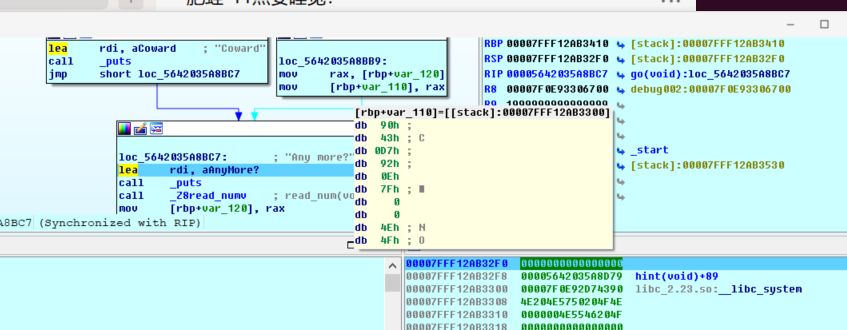 lea rdi, aCoward ; "Coward"
call _puts
jmp short loc_5642035A8BC7
loc_5642035A8BB9:
mov rax, [rbp+var_120]
mov [rbp+var_110], rax
RBP 00007FFF12AB3410 [stack]:00007FFF12AB3410
RSP 00007FFF12AB32F0 [stack]:00007FFF12AB32F0
RIP 00005642035A8BC7 go(void):loc_5642035A8BC7
R8 00007F0E93306700 debug002:00007F0E93306700
R9 1999999999999999
_start
[stack]:00007FFF12AB3530
[rbp+var_110]=[[stack]:00007FFF12AB3300]
db 90h ;
db 43h ; C
db 0D7h ;
db 92h ;
db 0Eh
db 7Fh ;
db 0
db 0
db 4Eh ; N
db 4Fh ; O
loc_5642035A8BC7: ; "Any more?"
lea rdi, aAnyMore?
call _puts
call _Z8read_numv ; read_num(vo
mov [rbp+var_120], rax
A8BC7 (Synchronized with RIP)
00007FFF12AB32F0 0000000000000000
00007FFF12AB32F8 00005642035A8D79 hint(void)+89
00007FFF12AB3300 00007F0E92D74390 libc_2.23.so:__libc_system
00007FFF12AB3308 4E204E5750204F4E
00007FFF12AB3310 0000004E5546204F
00007FFF12AB3318